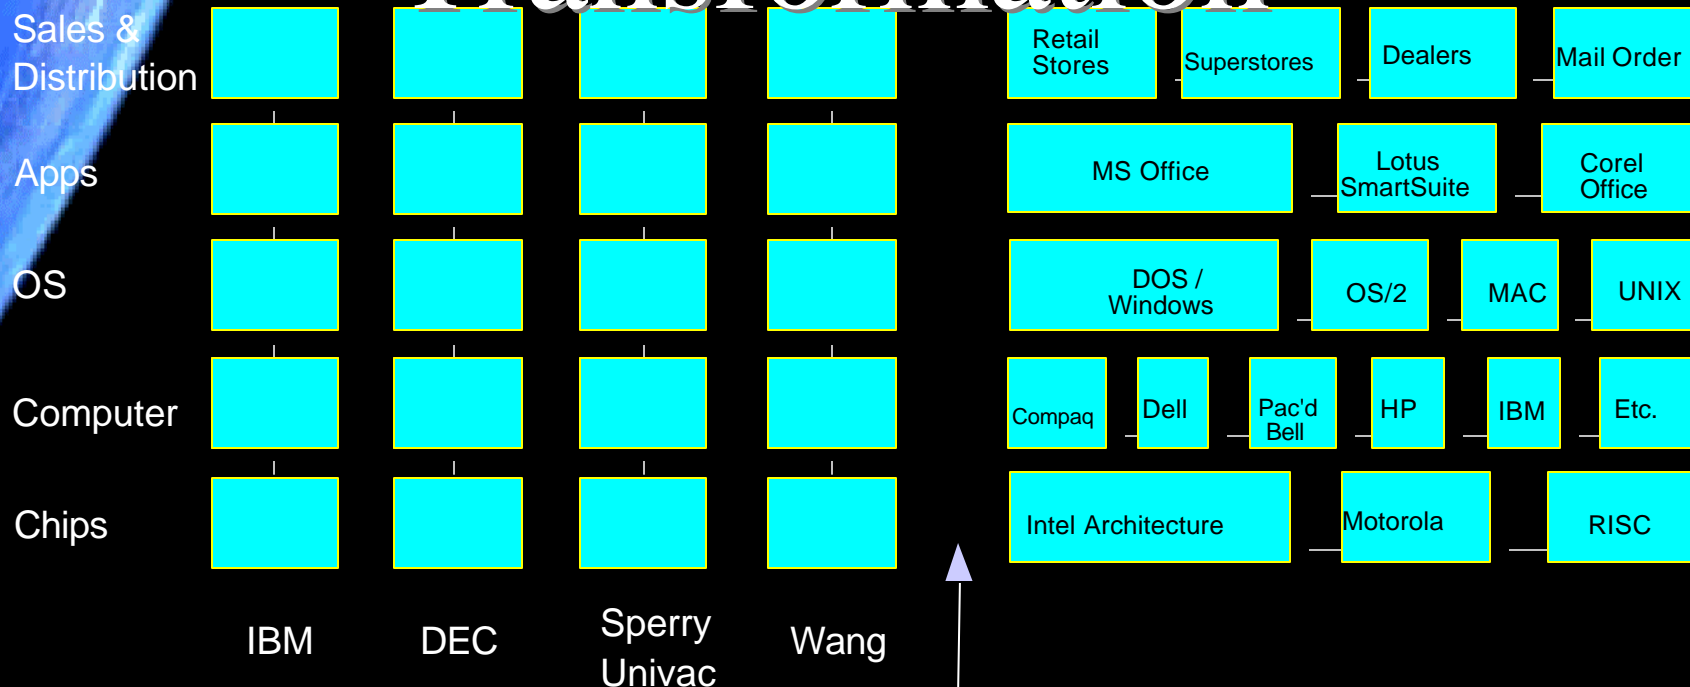 Transformation
Sales &
Distribution
Retail
Stores
Superstores
Dealers
Mail Order
Apps
MS Office
Lotus
SmartSuite
Corel
Office
OS
DOS /
Windows
OS/2
MAC
UNIX
Computer
Compaq
Dell
Pac'd
Bell
HP
IBM
Etc.
Chips
Intel Architecture
Motorola
RISC
IBM
DEC
Sperry
Univac
Wang